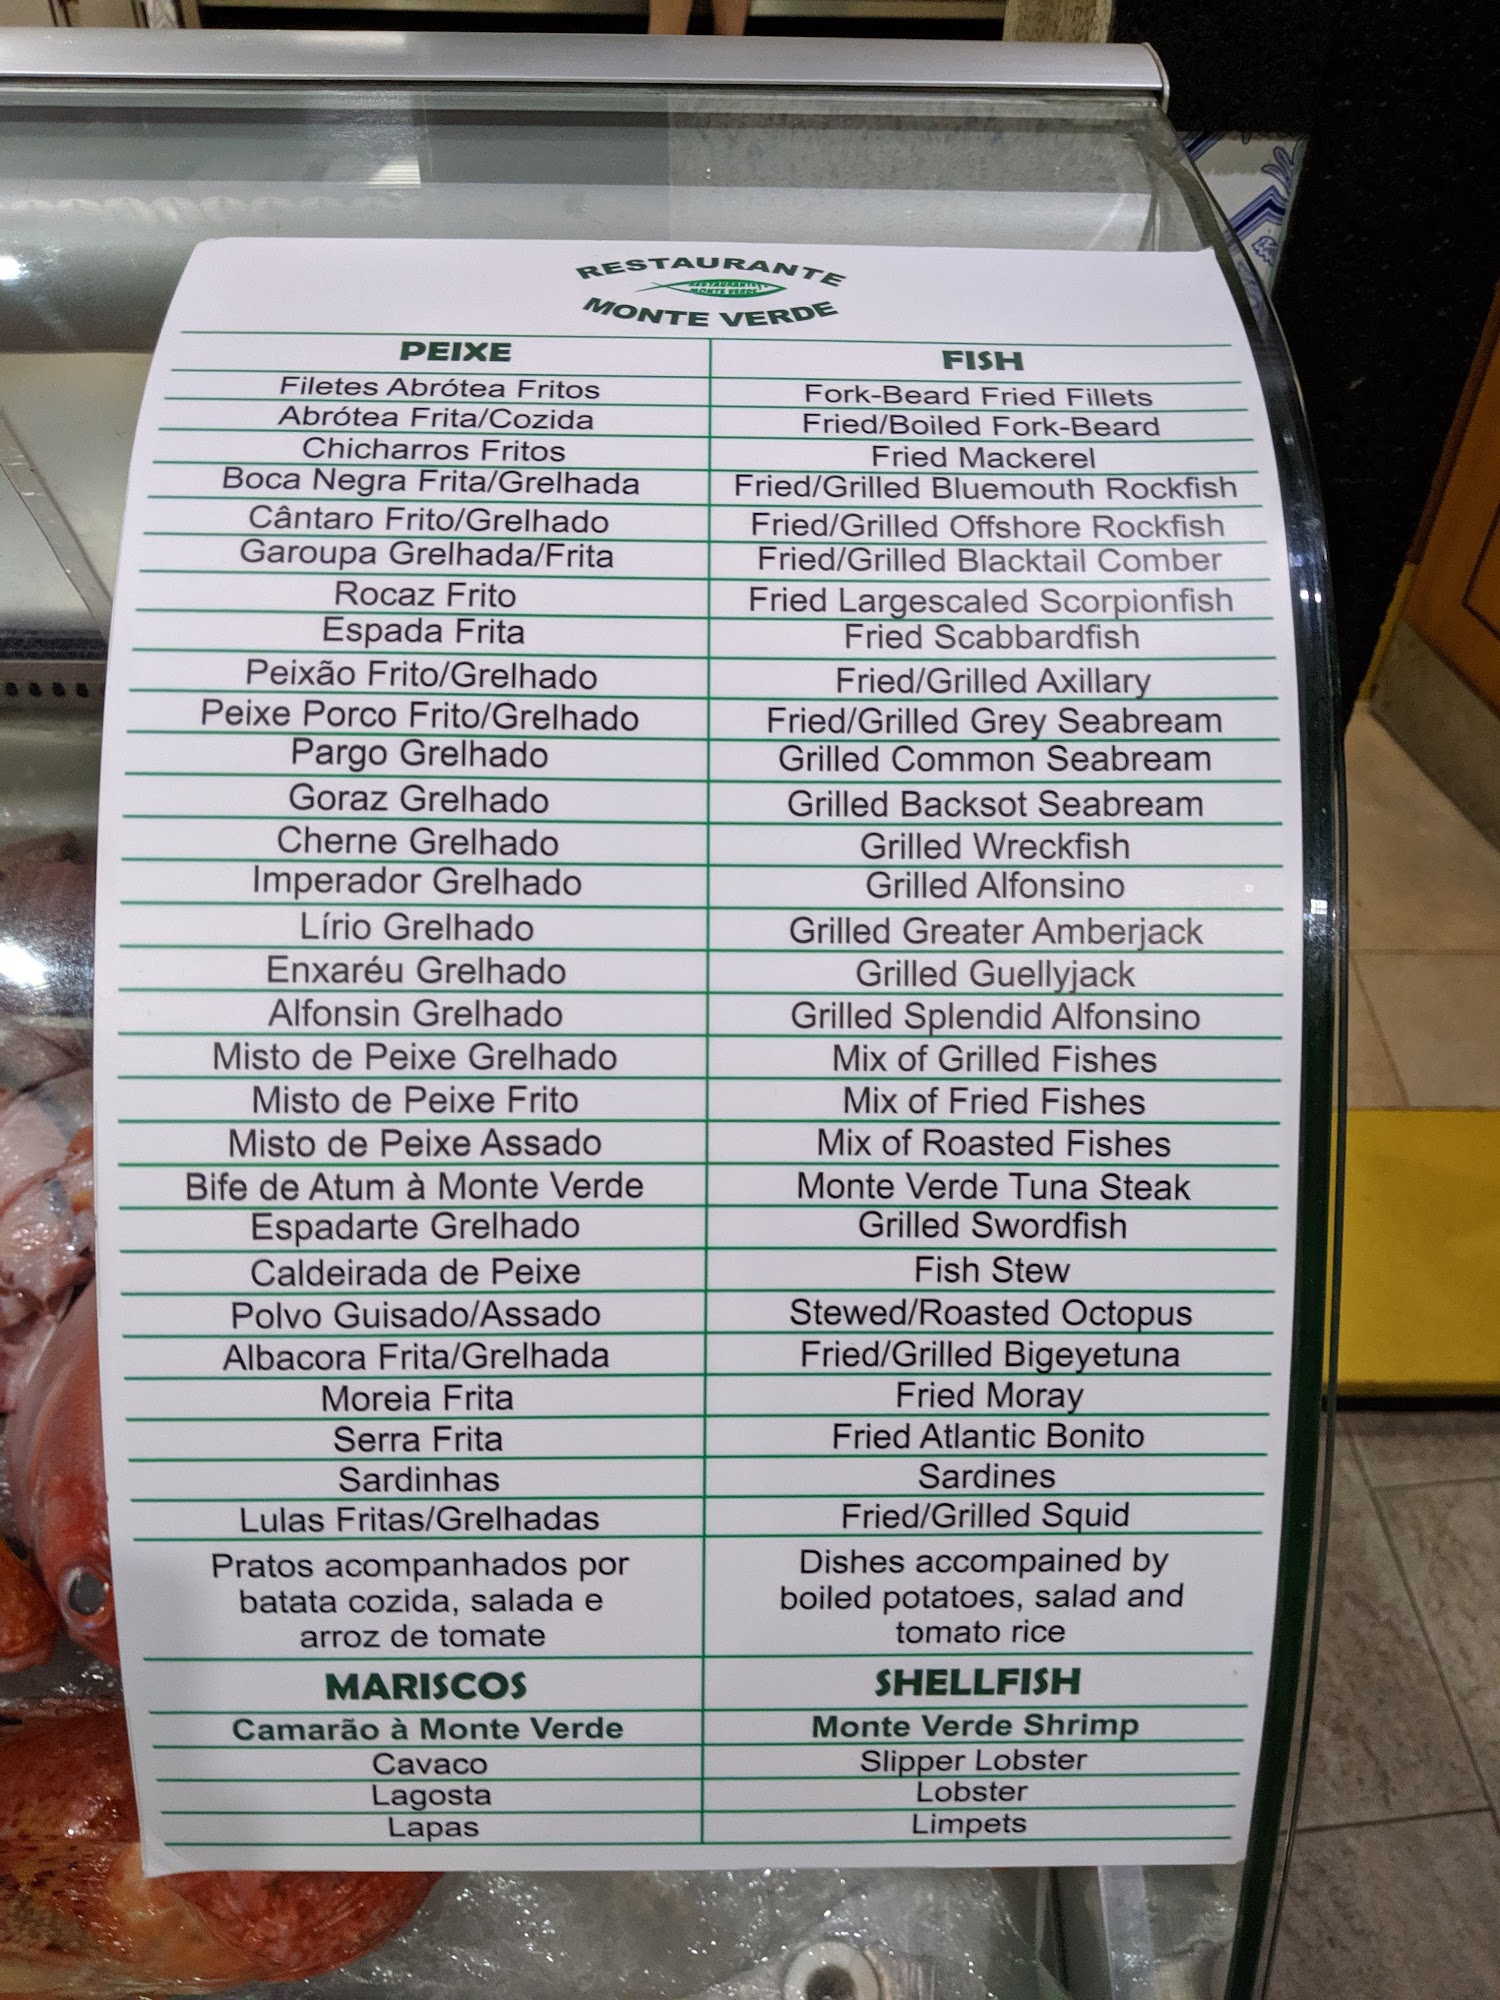 RESTAURANTE
RESTAURANTE
MONTE VERDE
MONTE VERDE
PEIXE FISH
Filetes Abrótea Fritos Fork-Beard Fried Fillets
Abrótea Frita/Cozida Fried/Boiled Fork-Beard
Chicharros Fritos Fried Mackerel
Boca Negra Frita/Grelhada Fried/Grilled Bluemouth Rockfish
Cântaro Frito/Grelhado Fried/Grilled Offshore Rockfish
Garoupa Grelhada/Frita Fried/Grilled Blacktail Comber
Rocaz Frito Fried Largescaled Scorpionfish
Espada Frita Fried Scabbardfish
Peixão Frito/Grelhado Fried/Grilled Axillary
Peixe Porco Frito/Grelhado Fried/Grilled Grey Seabream
Pargo Grelhado Grilled Common Seabream
Goraz Grelhado Grilled Backsot Seabream
Cherne Grelhado Grilled Wreckfish
Imperador Grelhado Grilled Alfonsino
Lírio Grelhado Grilled Greater Amberjack
Enxaréu Grelhado Grilled Guellyjack
Alfonsin Grelhado Grilled Splendid Alfonsino
Misto de Peixe Grelhado Mix of Grilled Fishes
Misto de Peixe Frito Mix of Fried Fishes
Misto de Peixe Assado Mix of Roasted Fishes
Bife de Atum à Monte Verde Monte Verde Tuna Steak
Espadarte Grelhado Grilled Swordfish
Caldeirada de Peixe Fish Stew
Polvo Guisado/Assado Stewed/Roasted Octopus
Albacora Frita/Grelhada Fried/Grilled Bigeyetuna
Moreia Frita Fried Moray
Serra Frita Fried Atlantic Bonito
Sardinhas Sardines
Lulas Fritas/Grelhadas Fried/Grilled Squid
Pratos acompanhados por
batata cozida, salada e
arroz de tomate
Dishes accompained by
boiled potatoes, salad and
tomato rice
MARISCOS SHELLFISH
Camarão à Monte Verde Monte Verde Shrimp
Cavaco Slipper Lobster
Lagosta Lobster
Lapas Limpets